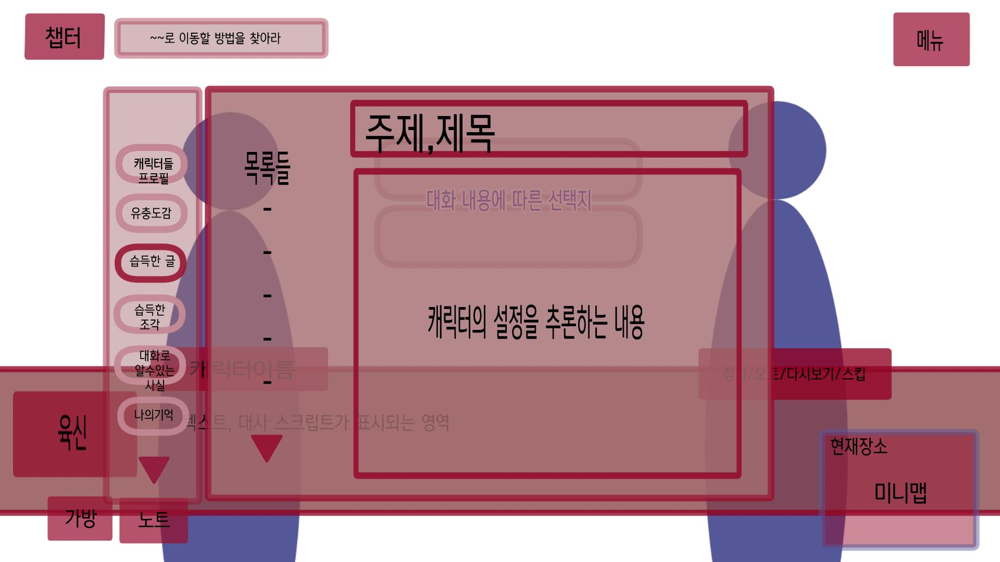 챕터
~~로 이동할 방법을 찾아라
메뉴
주제,제목
목록들
-
-
-
-
-
캐릭터들
프로필
유충도감
습득한 글
습득한
조각
대화로
알수있는
사실
나의기억
대화 내용에 따른 선택지
캐릭터의 설정을 추론하는 내용
캐릭터이름
정리/오토/다시보기/스킵
텍스트, 대사 스크립트가 표시되는 영역
육신
현재장소
미니맵
가방
노트